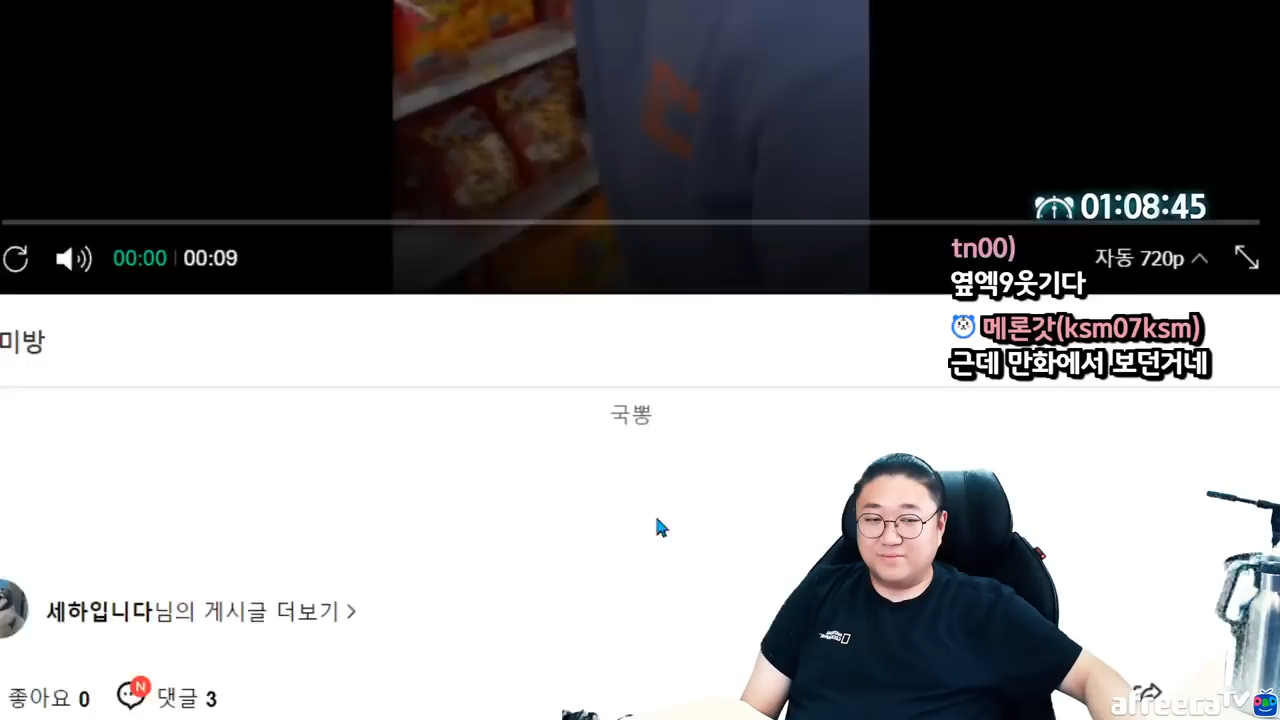 01:08:45
tn00)
00:00 00:09
자동 720p
옆엑9웃기다
미방
메론갓(ksm07ksm)
근데 만화에서 보던거네
국뽕
세하입니다님의 게시글 더보기
좋아요 0
N
댓글 3
afreecaTV